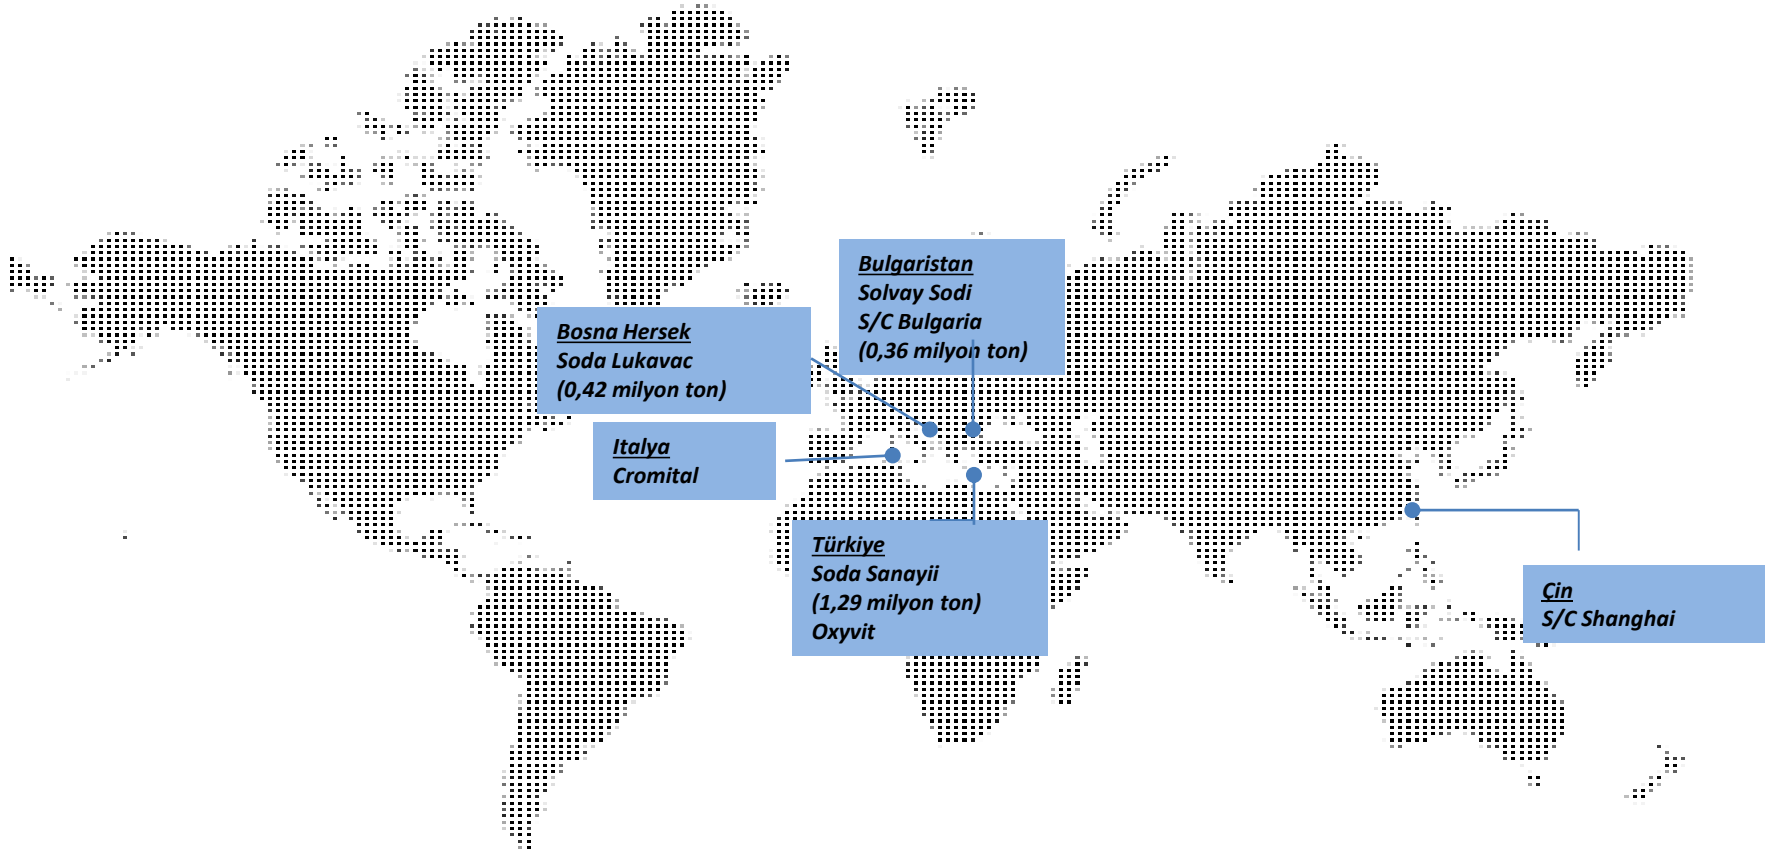 Bulgaristan
Solvay Sodi
S/C Bulgaria
(0,36 milyon ton)
Bosna Hersek
Soda Lukavac
(0,42 milyon ton)
Italya
Cromital
Türkiye
Soda Sanayii
(1,29 milyon ton)
Oxyvit
Çin
S/C Shanghai